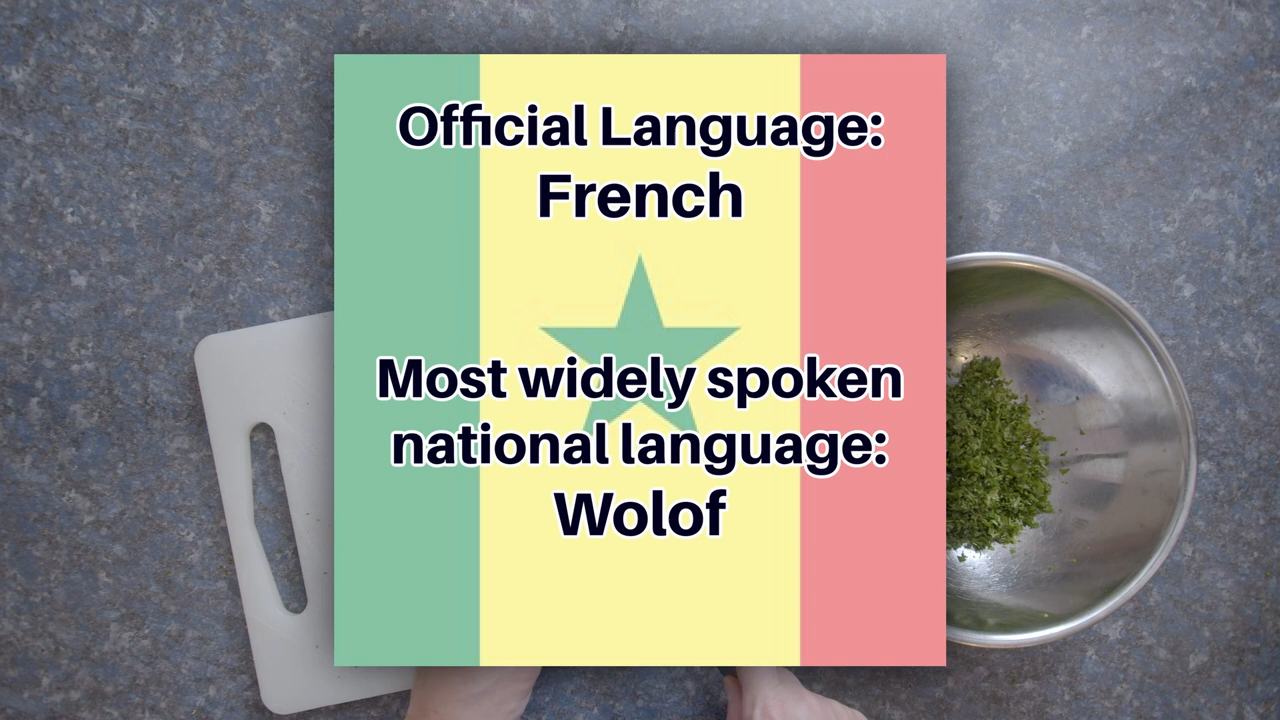 Official Language:
French
Most widely spoken
national language:
Wolof